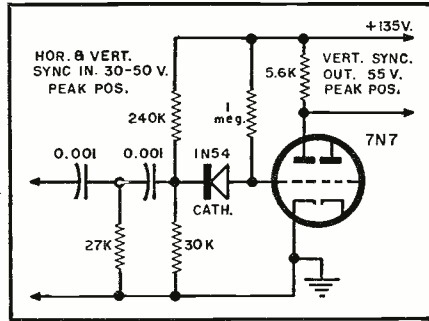 +135V.
HOR. & VERT.
SYNC IN. 30-50 V.
PEAK POS.
5.6K
VERT. SYNC.
OUT. 55 V.
PEAK POS.
240K
1
meg.
7N7
0.001
0.001
1N54
CATH.
27K
30K